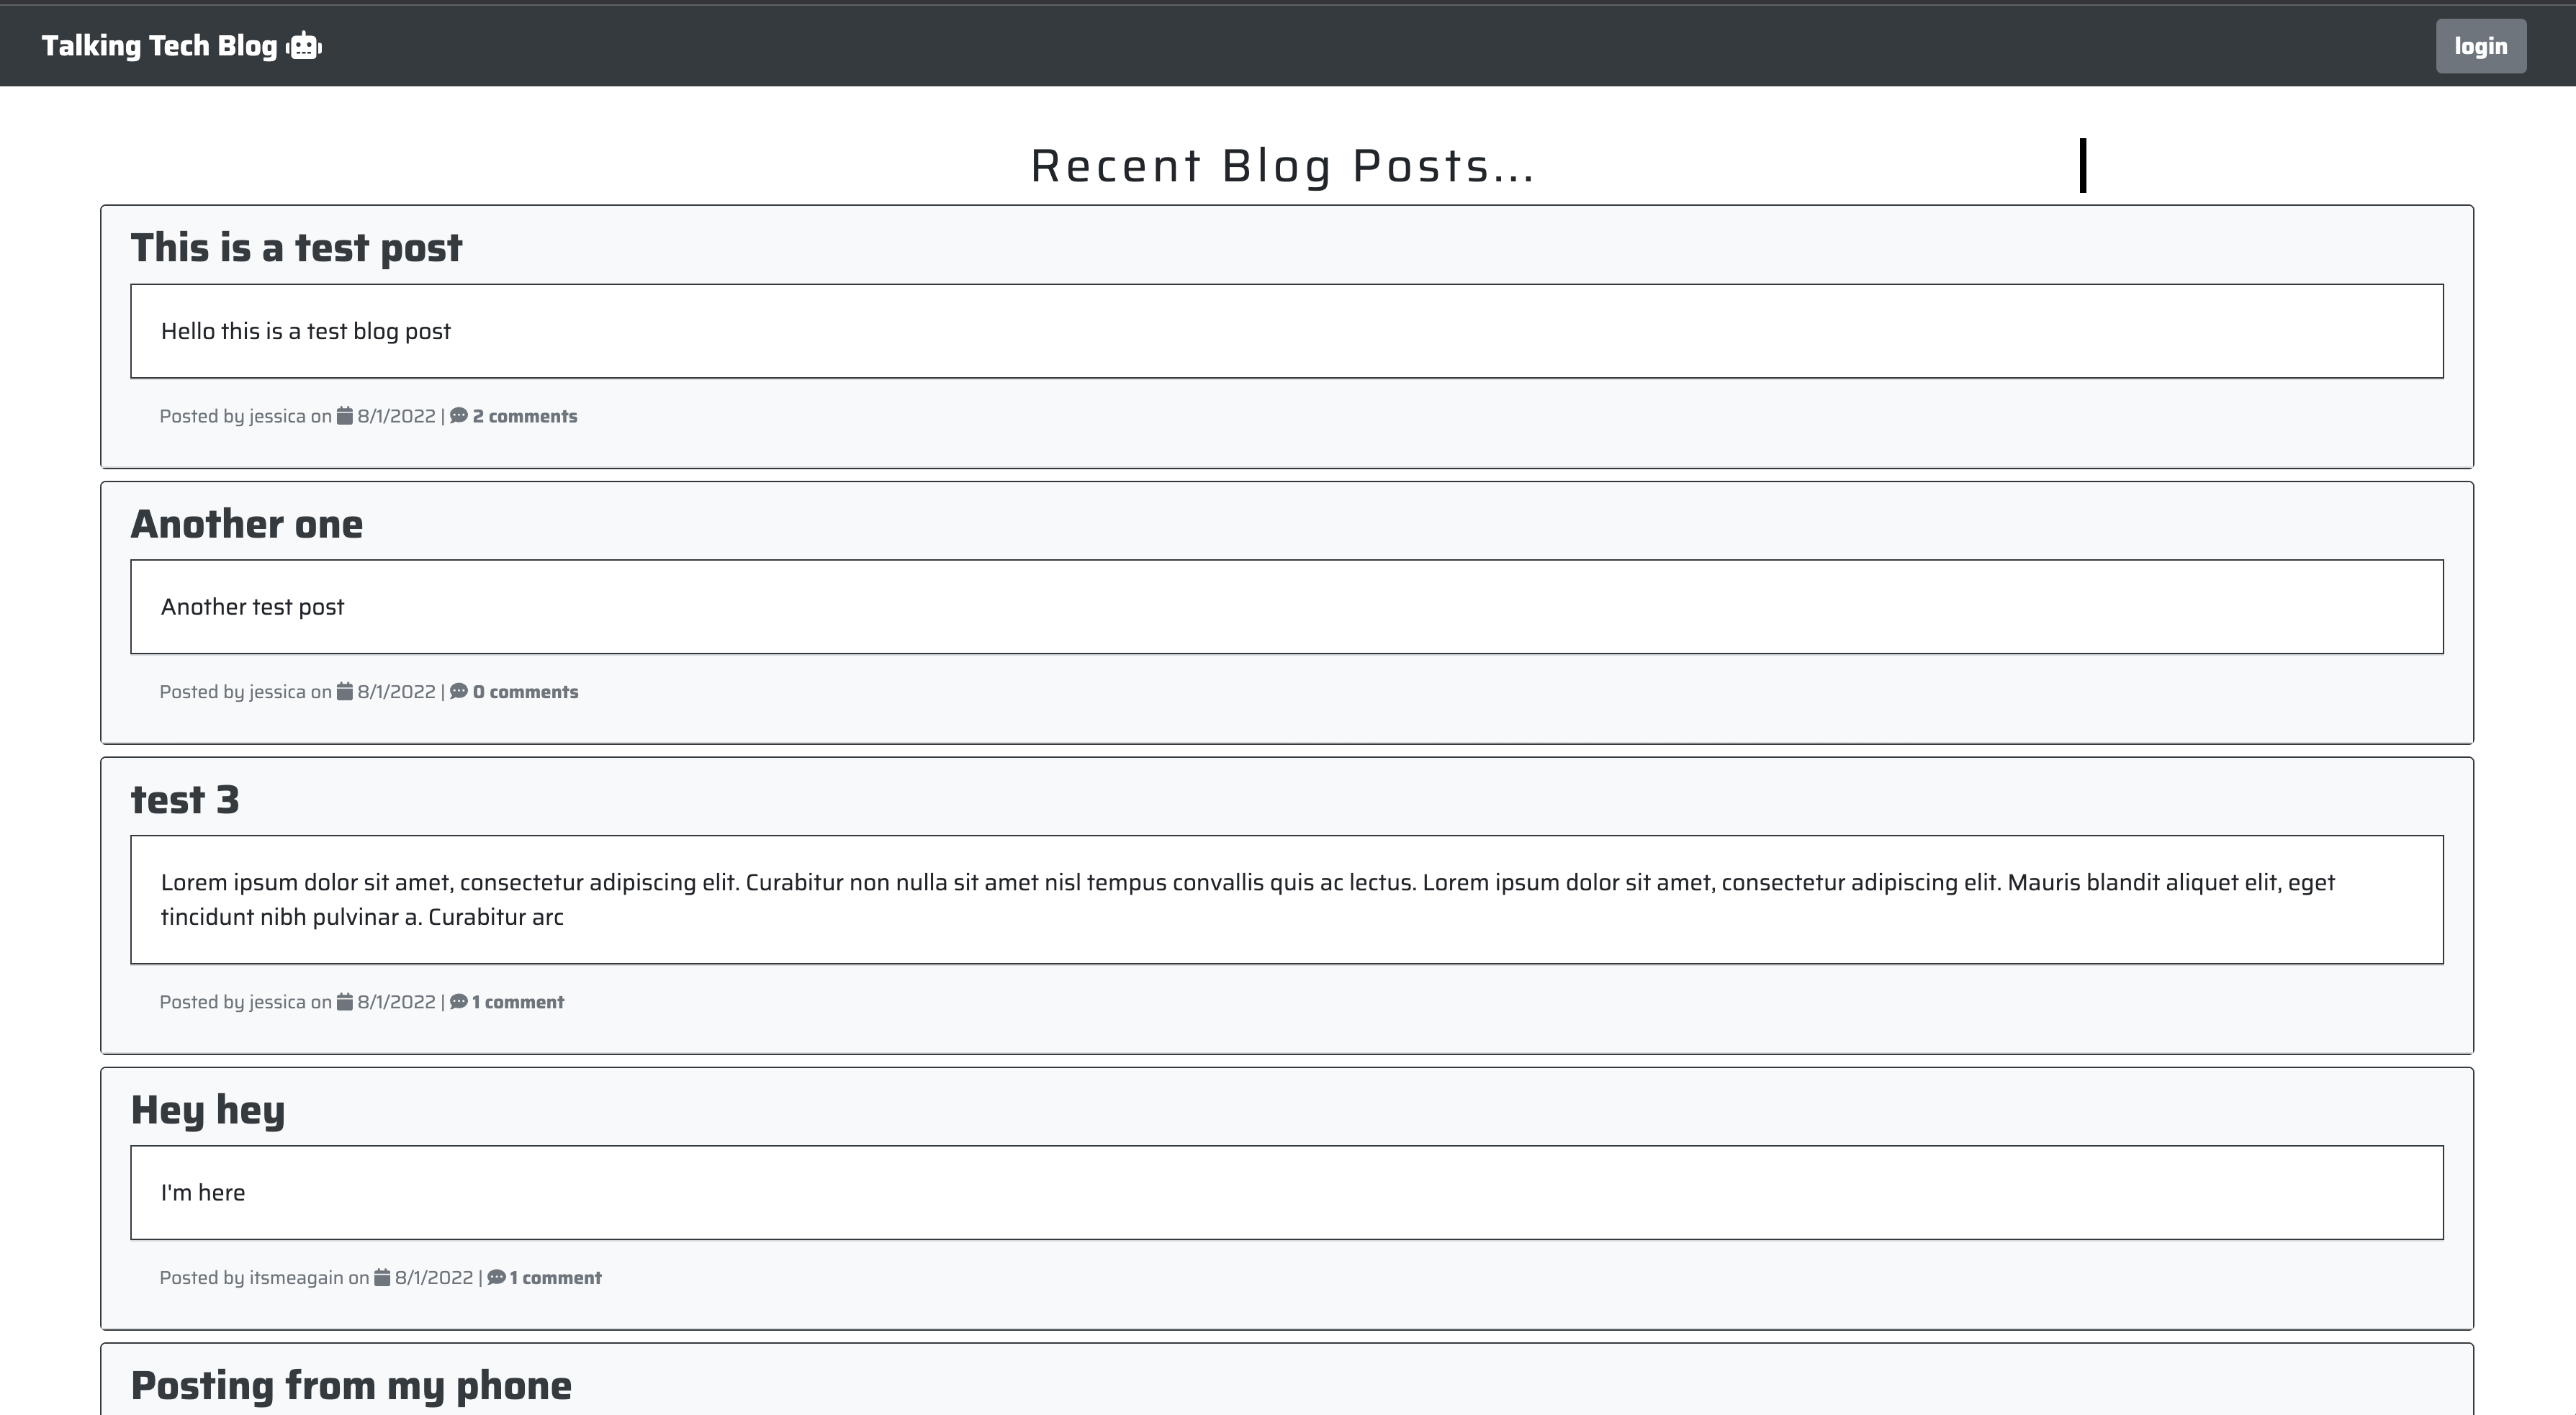 Talking Tech Blog
login
Recent Blog Posts...
This is a test post
Hello this is a test blog post
Posted by jessica on 8/1/2022 | 2 comments
Another one
Another test post
Posted by jessica on 8/1/2022 | 0 comments
test 3
Lorem ipsum dolor sit amet, consectetur adipiscing elit. Curabitur non nulla sit amet nisl tempus convallis quis ac lectus. Lorem ipsum dolor sit amet, consectetur adipiscing elit. Mauris blandit aliquet elit, eget
tincidunt nibh pulvinar a. Curabitur arc
Posted by jessica on 8/1/2022 | 1 comment
Hey hey
I'm here
Posted by itsmeagain on 8/1/2022 | 1 comment
Posting from my phone